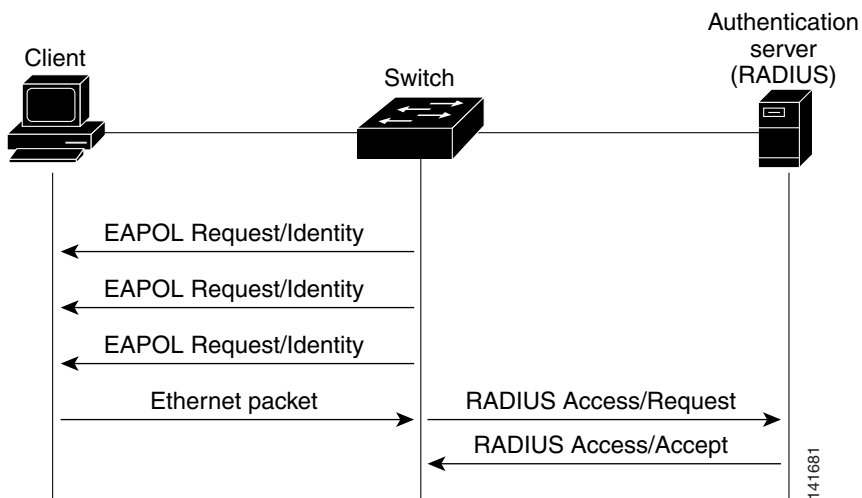 Client
Switch
Authentication
server
(RADIUS)
EAPOL Request/Identity
EAPOL Request/Identity
EAPOL Request/Identity
Ethernet packet
RADIUS Access/Request
RADIUS Access/Accept
141681